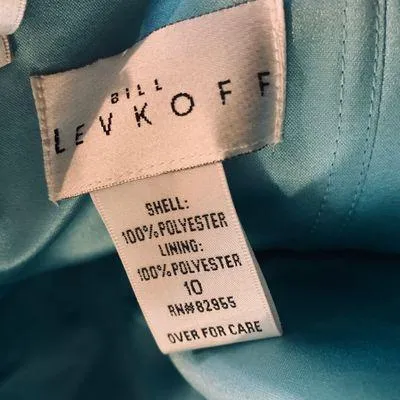 BILL
LEVKOFF
SHELL:
100% POLYESTER
LINING:
100% POLYESTER
10
RN#82955
OVER FOR CARE